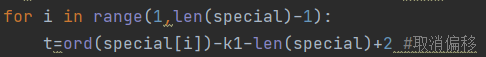 for i in range(1,len(special)-1):
    t=ord(special[i])-k1-len(special)+2 #取消偏移